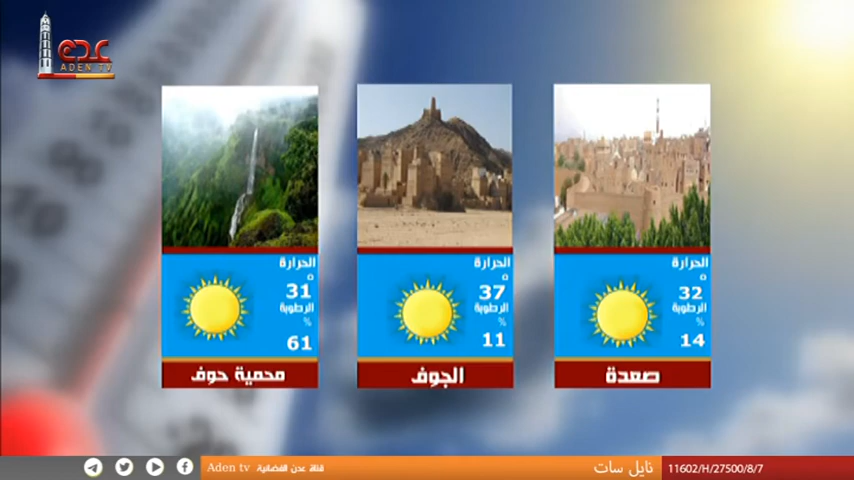 عدن
ADEN TV
الحرارة
°
32
الرطوبة
%
14
صعدة
الحرارة
°
37
الرطوبة
%
11
الجوف
الحرارة
°
31
الرطوبة
%
61
محمية حوف
Aden tv قناة عدن الفضائية
نايل سات
11602/H/27500/8/7